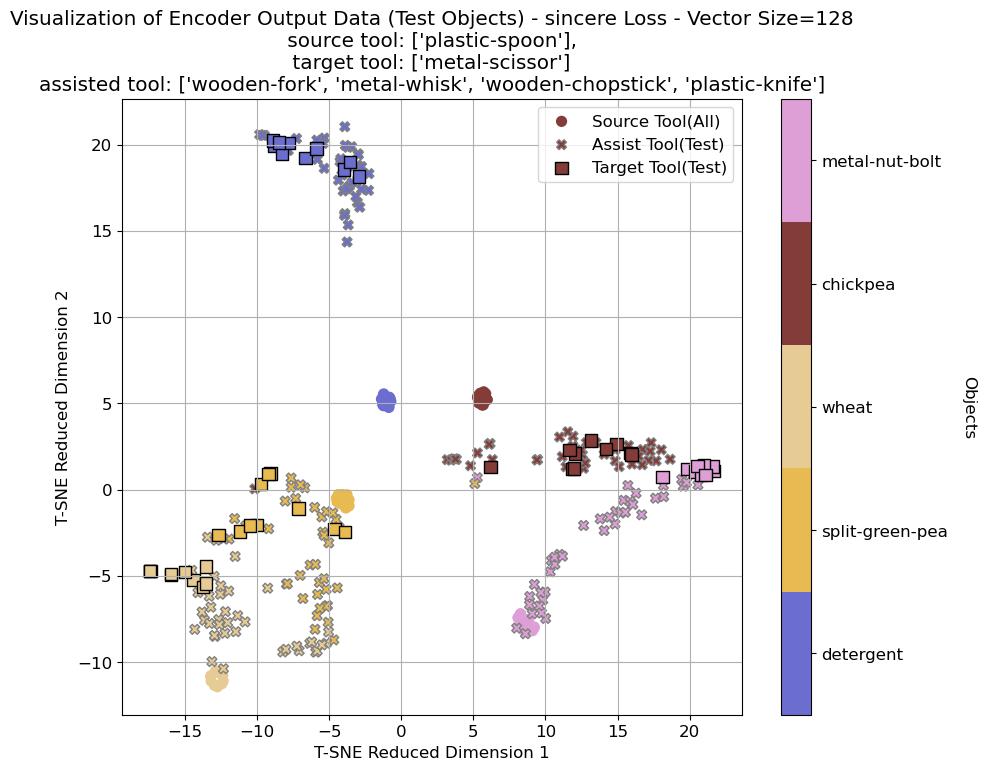 Visualization of Encoder Output Data (Test Objects) - sincere Loss - Vector Size=128
source tool: ['plastic-spoon'],
target tool: ['metal-scissor']
assisted tool: ['wooden-fork', 'metal-whisk', 'wooden-chopstick', 'plastic-knife']
Source Tool(All)
Assist Tool(Test)
Target Tool(Test)
T-SNE Reduced Dimension 2
20
15
10
5
0
−5
−10
−15
−10
−5
0
5
10
15
20
T-SNE Reduced Dimension 1
metal-nut-bolt
chickpea
wheat
split-green-pea
detergent
Objects